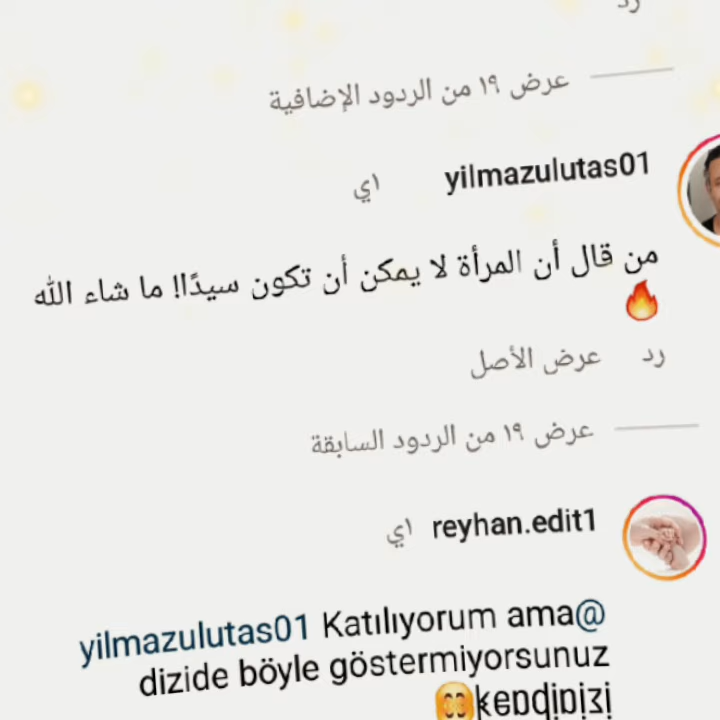 رد
عرض ١٩ من الردود الإضافية
yilmazulutas01 ١ي
من قال أن المرأة لا يمكن أن تكون سيدًا!! ما شاء الله
🔥
رد عرض الأصل
عرض ١٩ من الردود السابقة
reyhan.edit1 ١ي
@yilmazulutas01 Katılıyorum ama
dizide böyle göstermiyorsunuz